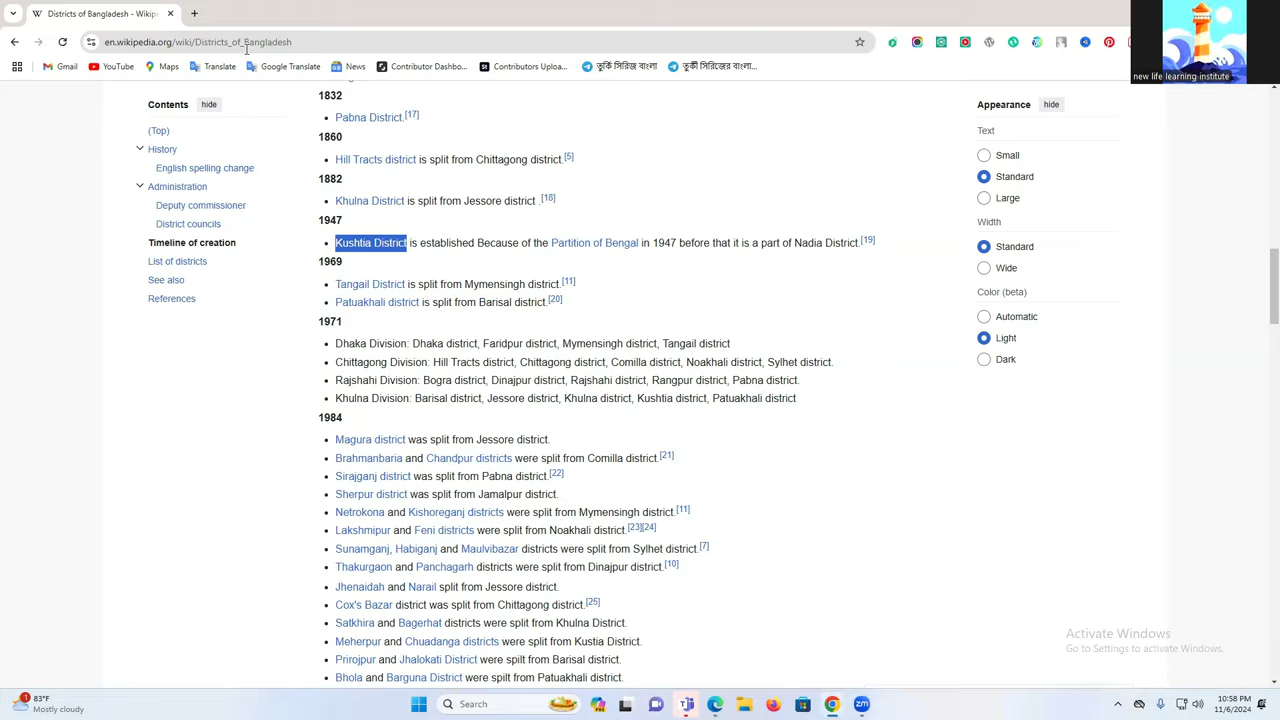 Districts of Bangladesh - Wikip
en.wikipedia.org/wiki/Districts_of_Bangladesh
Gmail YouTube Maps Translate Google Translate News Contributor Dashbo... Contributors Uploa... তুর্কি সিরিজ বাংলা তুর্কী সিরিজের বাংলা...
new life learning institute
Contents hide
(Top)
History
English spelling change
Administration
Deputy commissioner
District councils
Timeline of creation
List of districts
See also
References
1832
• Pabna District.[17]
1860
• Hill Tracts district is split from Chittagong district.[5]
1882
• Khulna District is split from Jessore district .[18]
1947
• Kushtia District is established Because of the Partition of Bengal in 1947 before that it is a part of Nadia District.[19]
1969
• Tangail District is split from Mymensingh district.[11]
• Patuakhali district is split from Barisal district.[20]
1971
• Dhaka Division: Dhaka district, Faridpur district, Mymensingh district, Tangail district
• Chittagong Division: Hill Tracts district, Chittagong district, Comilla district, Noakhali district, Sylhet district.
• Rajshahi Division: Bogra district, Dinajpur district, Rajshahi district, Rangpur district, Pabna district.
• Khulna Division: Barisal district, Jessore district, Khulna district, Kushtia district, Patuakhali district
1984
• Magura district was split from Jessore district.
• Brahmanbaria and Chandpur districts were split from Comilla district.[21]
• Sirajganj district was split from Pabna district.[22]
• Sherpur district was split from Jamalpur district.
• Netrokona and Kishoreganj districts were split from Mymensingh district.[11]
• Lakshmipur and Feni districts were split from Noakhali district.[23][24]
• Sunamganj, Habiganj and Maulvibazar districts were split from Sylhet district.[7]
• Thakurgaon and Panchagarh districts were split from Dinajpur district.[10]
• Jhenaidah and Narail split from Jessore district.
• Cox's Bazar district was split from Chittagong district.[25]
• Satkhira and Bagerhat districts were split from Khulna District.
• Meherpur and Chuadanga districts were split from Kustia District.
• Prirojpur and Jhalokati District were spilt from Barisal district.
• Bhola and Barguna District were spilt from Patuakhali district.
Appearance hide
Text
Small
Standard
Large
Width
Standard
Wide
Color (beta)
Automatic
Light
Dark
Activate Windows
Go to Settings to activate Windows.
1
83°F
Mostly cloudy
Search
10:58 PM
11/6/2024